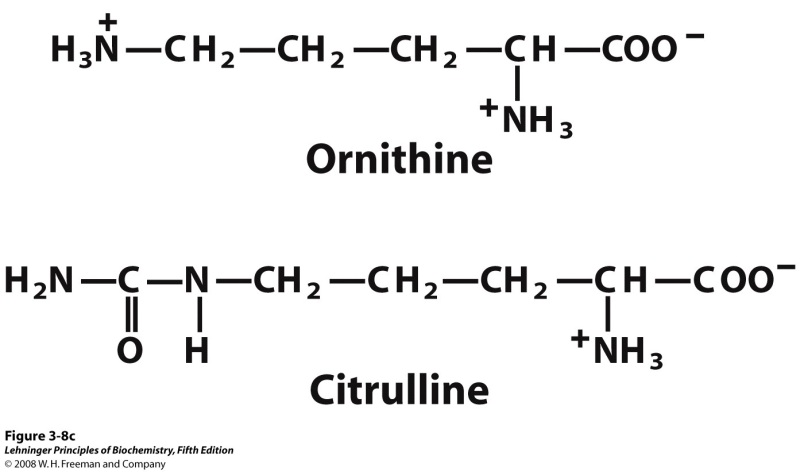 +
H₃N—CH₂—CH₂—CH₂—CH—COO⁻
⁺NH₃
Ornithine
H₂N—C—N—CH₂—CH₂—CH₂—CH—COO⁻
O H ⁺NH₃
Citrulline
Figure 3-8c
Lehninger Principles of Biochemistry, Fifth Edition
© 2008 W. H. Freeman and Company